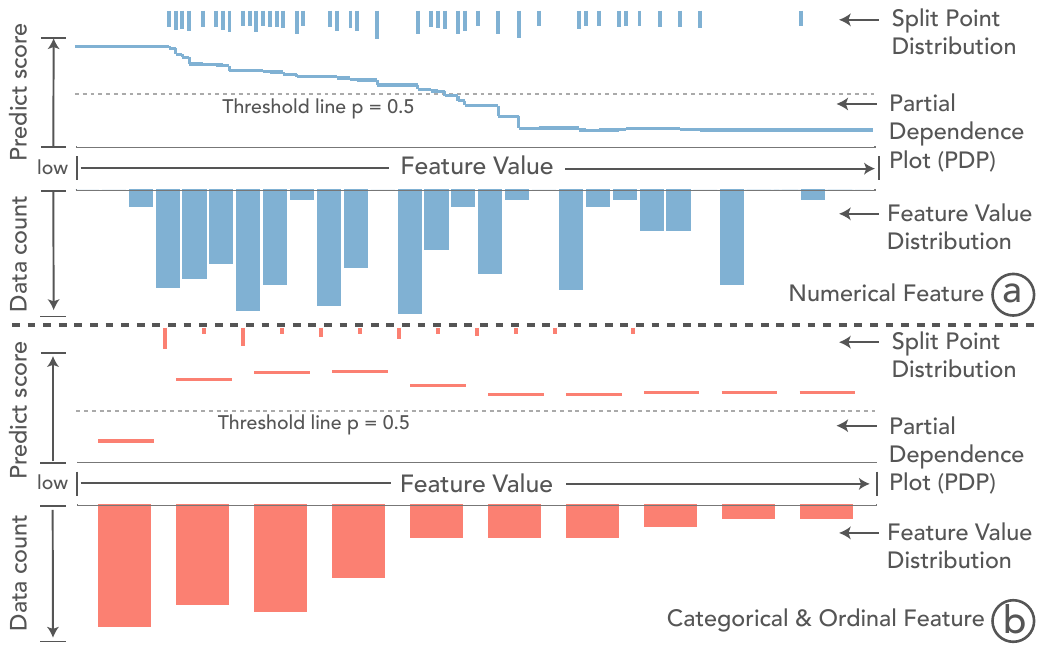 Split Point
Distribution
Predict score
Threshold line p = 0.5
Partial
Dependence
Plot (PDP)
low
Feature Value
Data count
Feature Value
Distribution
Numerical Feature
a
Split Point
Distribution
Predict score
Threshold line p = 0.5
Partial
Dependence
Plot (PDP)
low
Feature Value
Data count
Feature Value
Distribution
Categorical & Ordinal Feature
b